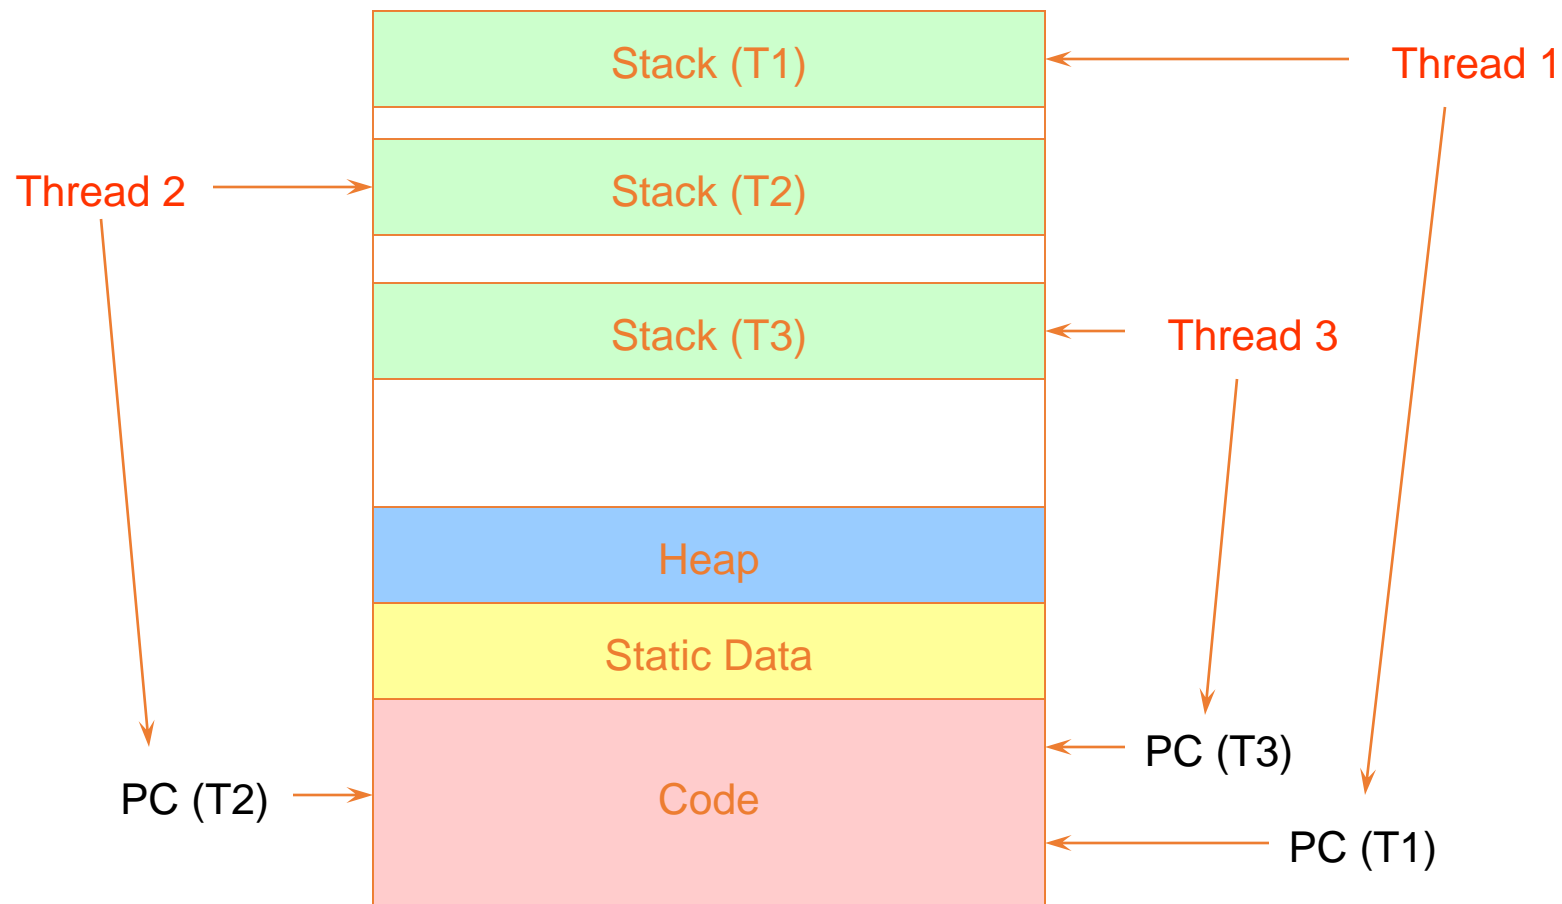 Stack (T1)
Thread 1
Thread 2
Stack (T2)
Stack (T3)
Thread 3
Heap
Static Data
PC (T3)
PC (T2)
Code
PC (T1)